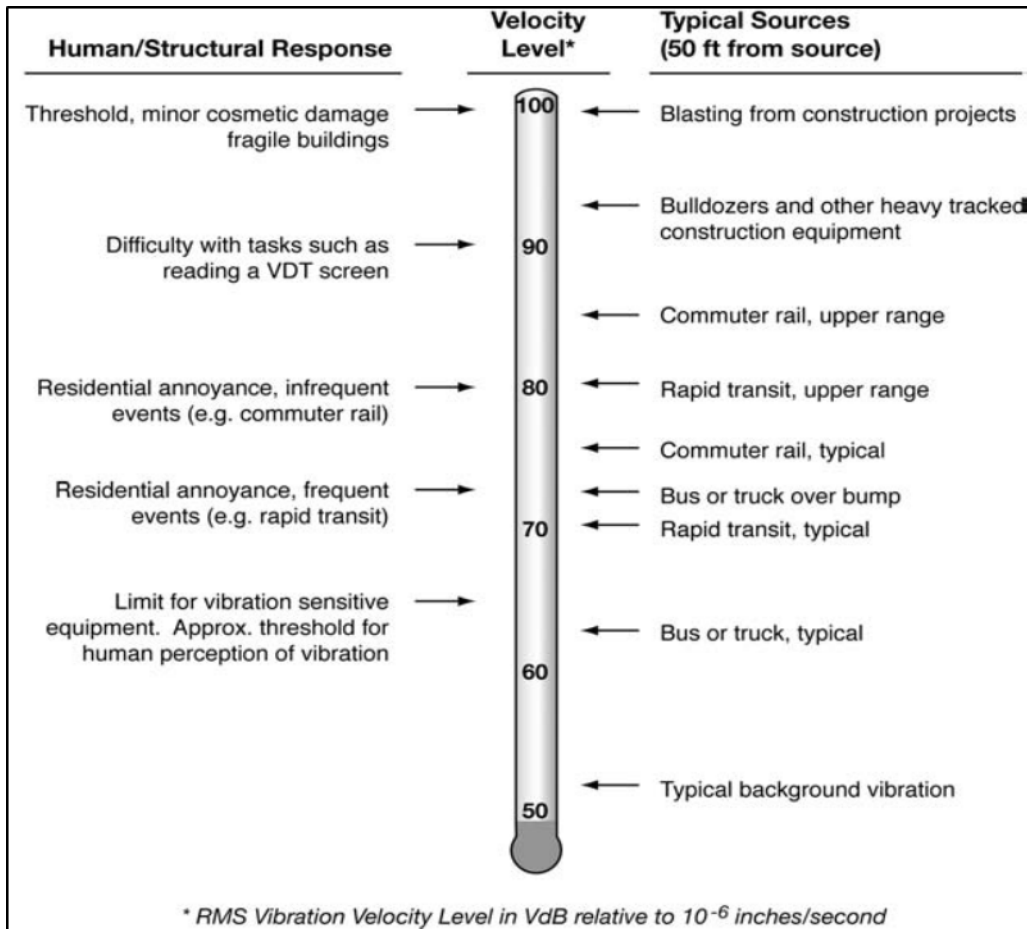 Human/Structural Response
Velocity
Level*
Typical Sources
(50 ft from source)
Threshold, minor cosmetic damage
fragile buildings
100
Blasting from construction projects
Bulldozers and other heavy tracked
construction equipment
Difficulty with tasks such as
reading a VDT screen
90
Commuter rail, upper range
Residential annoyance, infrequent
events (e.g. commuter rail)
80
Rapid transit, upper range
Commuter rail, typical
Residential annoyance, frequent
events (e.g. rapid transit)
Bus or truck over bump
70
Rapid transit, typical
Limit for vibration sensitive
equipment. Approx. threshold for
human perception of vibration
Bus or truck, typical
60
Typical background vibration
50
* RMS Vibration Velocity Level in VdB relative to 10⁻⁶ inches/second